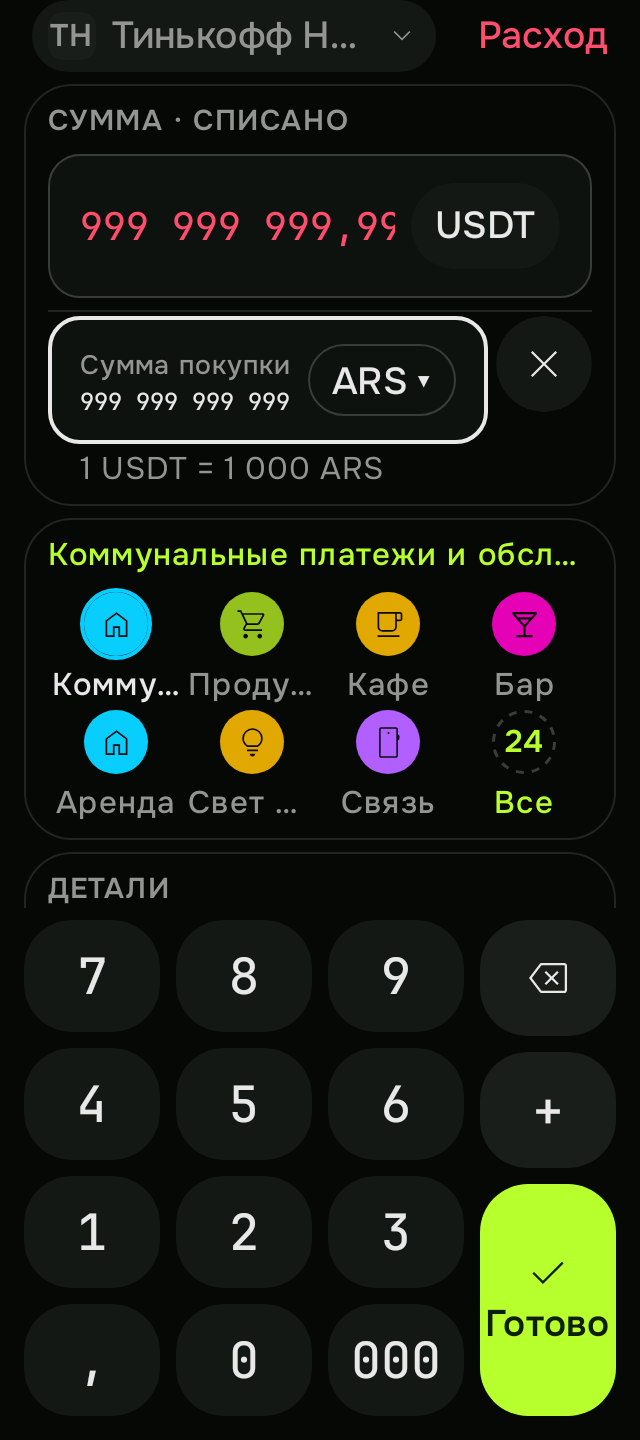 ТН Тинькофф Н... Расход
СУММА · СПИСАНО
999 999 999,99 USDT
Сумма покупки
999 999 999 999
ARS ▾
1 USDT = 1 000 ARS
Коммунальные платежи и обсл...
Комму... Проду... Кафе Бар
24
Аренда Свет ... Связь Все
ДЕТАЛИ
7 8 9
4 5 6 +
1 2 3
Готово
, 0 000